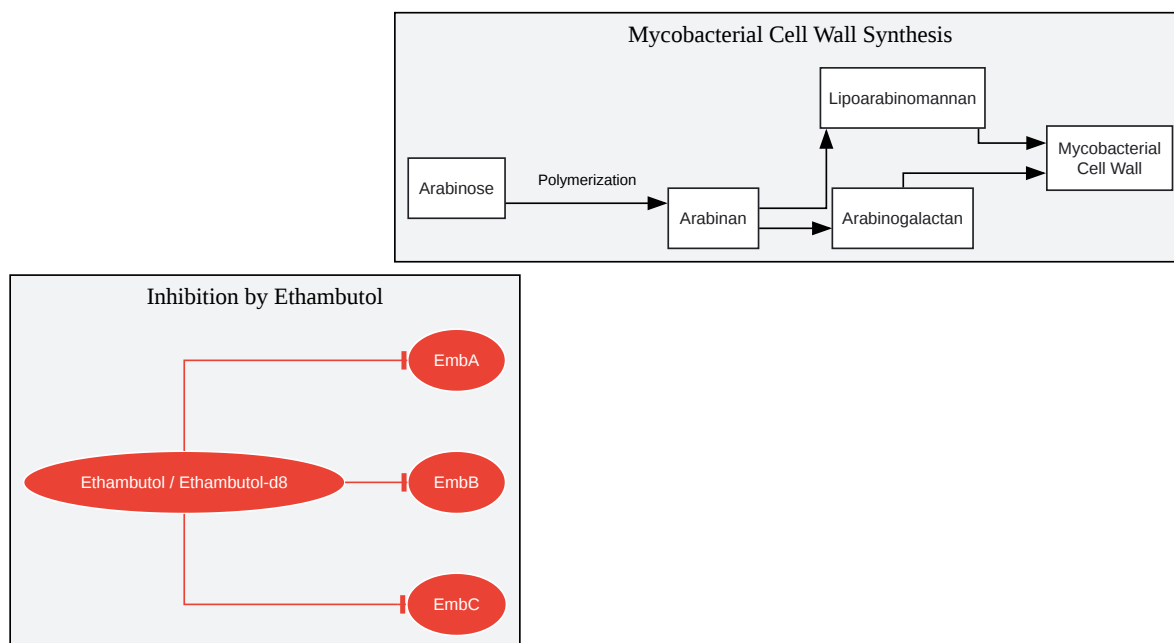 Mycobacterial Cell Wall Synthesis
Lipoarabinomannan
Mycobacterial
Cell Wall
Arabinose
Polymerization
Arabinan
Arabinogalactan
Inhibition by Ethambutol
EmbA
Ethambutol / Ethambutol-d8
EmbB
EmbC